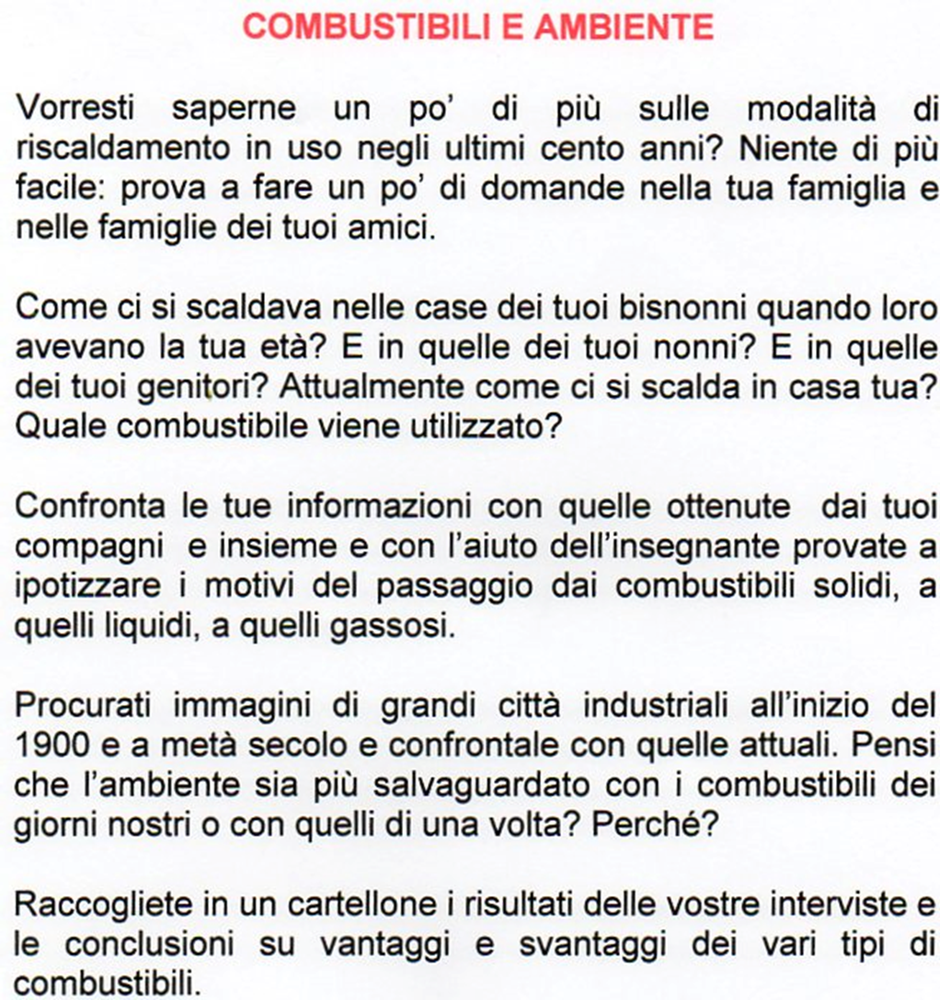 COMBUSTIBILI E AMBIENTE
Vorresti saperne un po' di più sulle modalità di
riscaldamento in uso negli ultimi cento anni? Niente di più
facile: prova a fare un po' di domande nella tua famiglia e
nelle famiglie dei tuoi amici.
Come ci si scaldava nelle case dei tuoi bisnonni quando loro
avevano la tua età? E in quelle dei tuoi nonni? E in quelle
dei tuoi genitori? Attualmente come ci si scalda in casa tua?
Quale combustibile viene utilizzato?
Confronta le tue informazioni con quelle ottenute dai tuoi
compagni e insieme e con l'aiuto dell'insegnante provate a
ipotizzare i motivi del passaggio dai combustibili solidi, a
quelli liquidi, a quelli gassosi.
Procurati immagini di grandi città industriali all'inizio del
1900 e a metà secolo e confrontale con quelle attuali. Pensi
che l'ambiente sia più salvaguardato con i combustibili dei
giorni nostri o con quelli di una volta? Perché?
Raccogliete in un cartellone i risultati delle vostre interviste e
le conclusioni su vantaggi e svantaggi dei vari tipi di
combustibili.